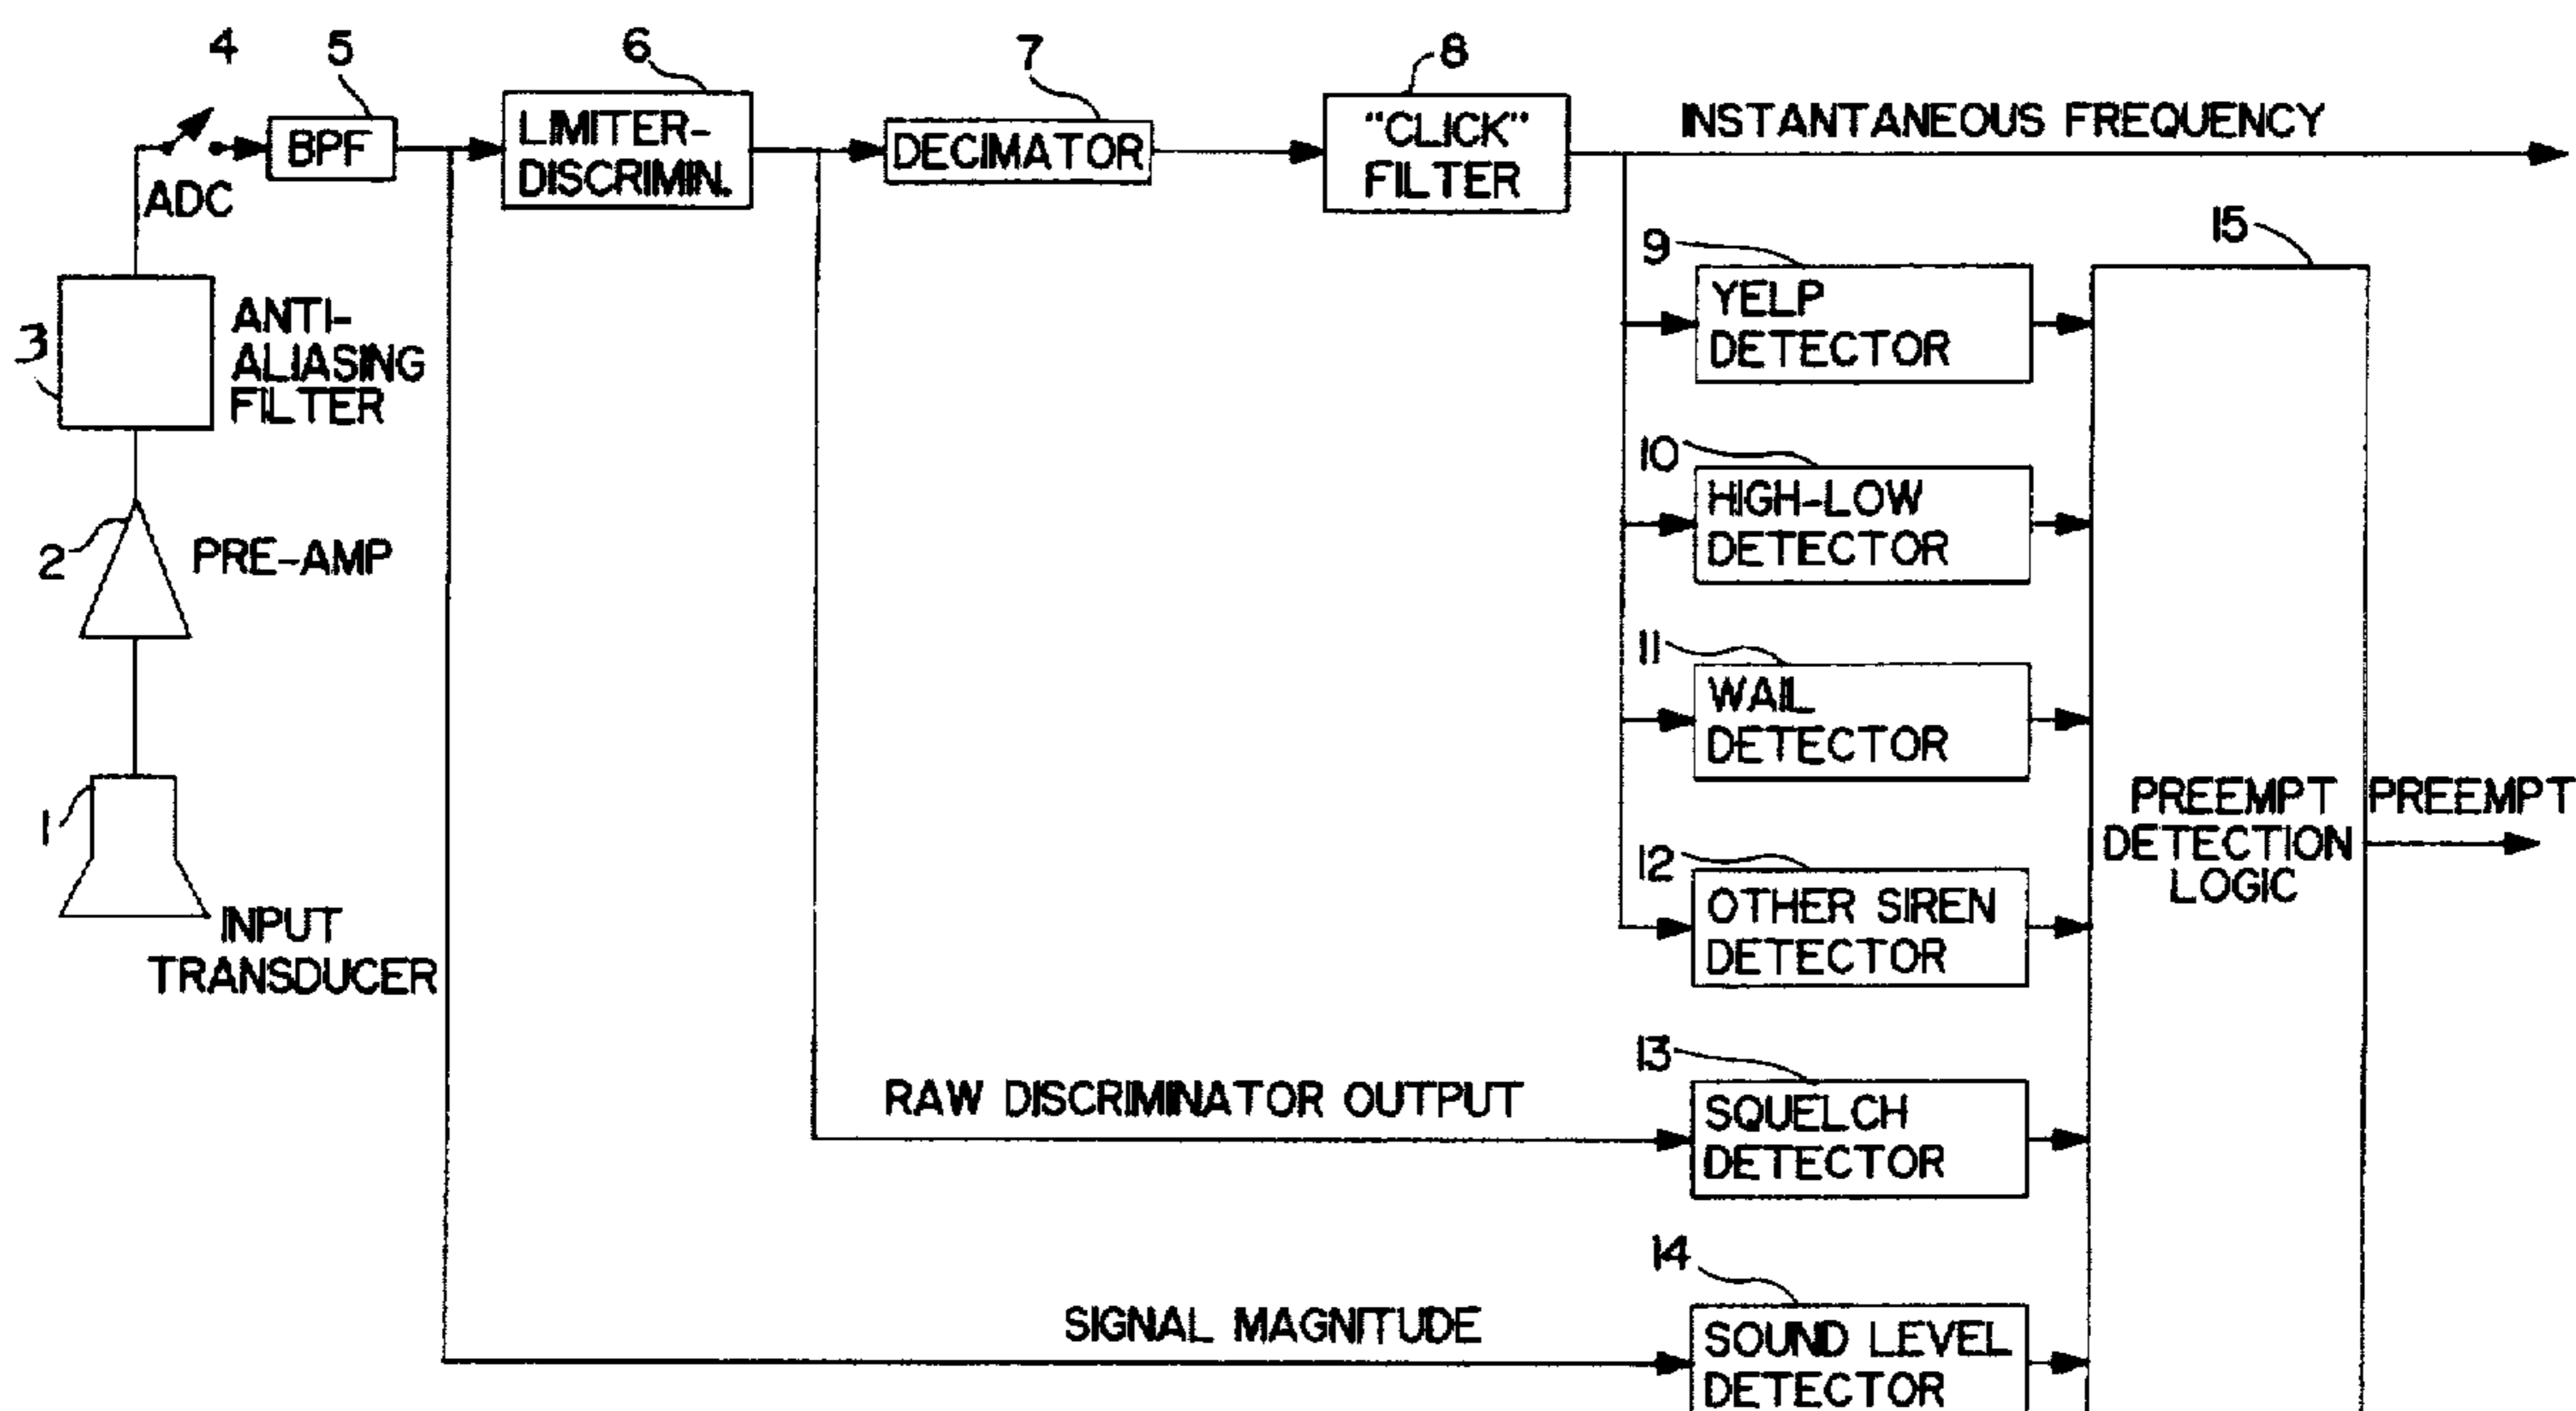 4
5
6
7
8
BPF
LIMITER-
DISCRIMIN.
DECIMATOR
"CLICK"
FILTER
INSTANTANEOUS FREQUENCY
ADC
3
ANTI-
ALIASING
FILTER
2
PRE-AMP
1
INPUT
TRANSDUCER
9
YELP
DETECTOR
10
HIGH-LOW
DETECTOR
11
WAIL
DETECTOR
12
OTHER SIREN
DETECTOR
13
RAW DISCRIMINATOR OUTPUT
SQUELCH
DETECTOR
14
SIGNAL MAGNITUDE
SOUND LEVEL
DETECTOR
15
PREEMPT
DETECTION
LOGIC
PREEMPT